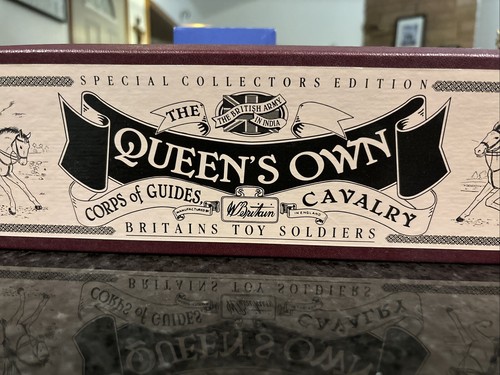 SPECIAL COLLECTORS EDITION
THE
THE BRITISH ARMY
IN INDIA
QUEEN'S OWN
CORPS of GUIDES,
CAVALRY
MANUFACTURED BY
W. Britain
IN ENGLAND
BRITAINS TOY SOLDIERS